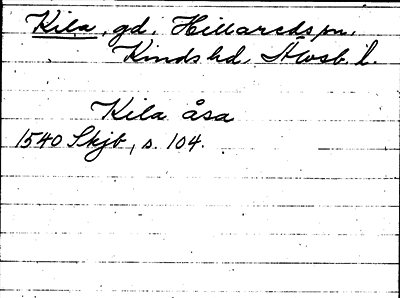 Kila, gd, Hillareds sn,
Kinds hd, Älvsb. l.
Kila åsa
1540 Skjb, s. 104.